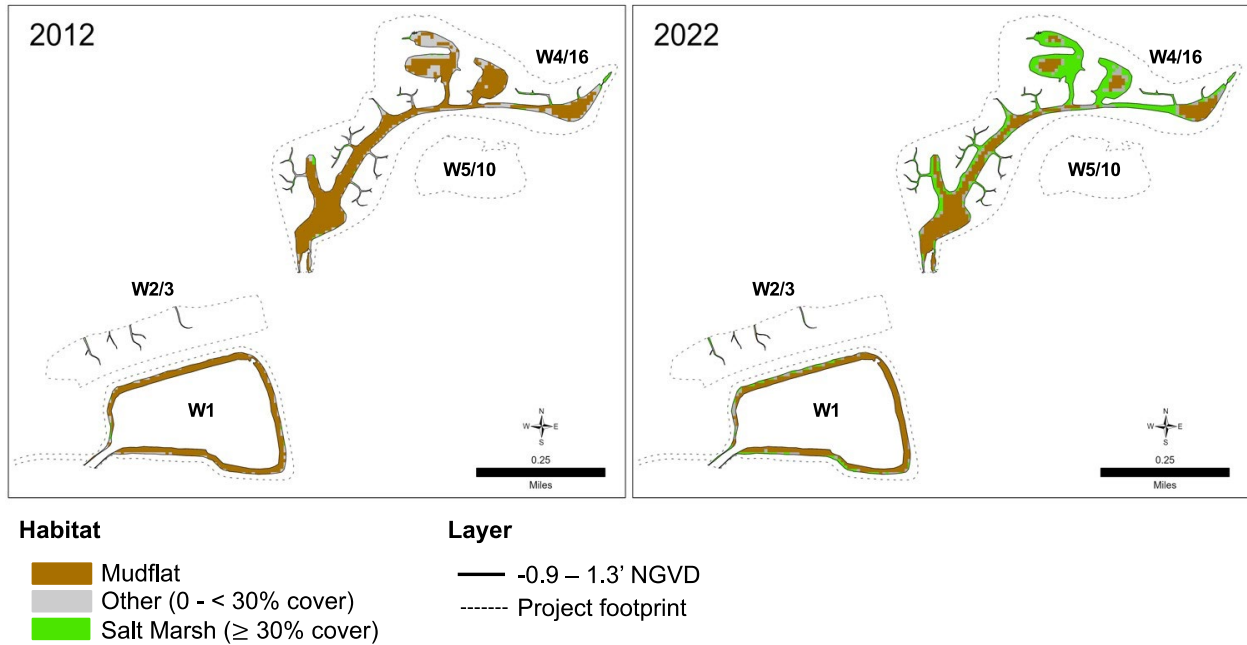 2012
W4/16
W5/10
W2/3
W1
N
W E
S
0.25
Miles
2022
W4/16
W5/10
W2/3
W1
N
W E
S
0.25
Miles
Habitat
Mudflat
Other (0 - < 30% cover)
Salt Marsh (≥ 30% cover)
Layer
-0.9 – 1.3' NGVD
Project footprint